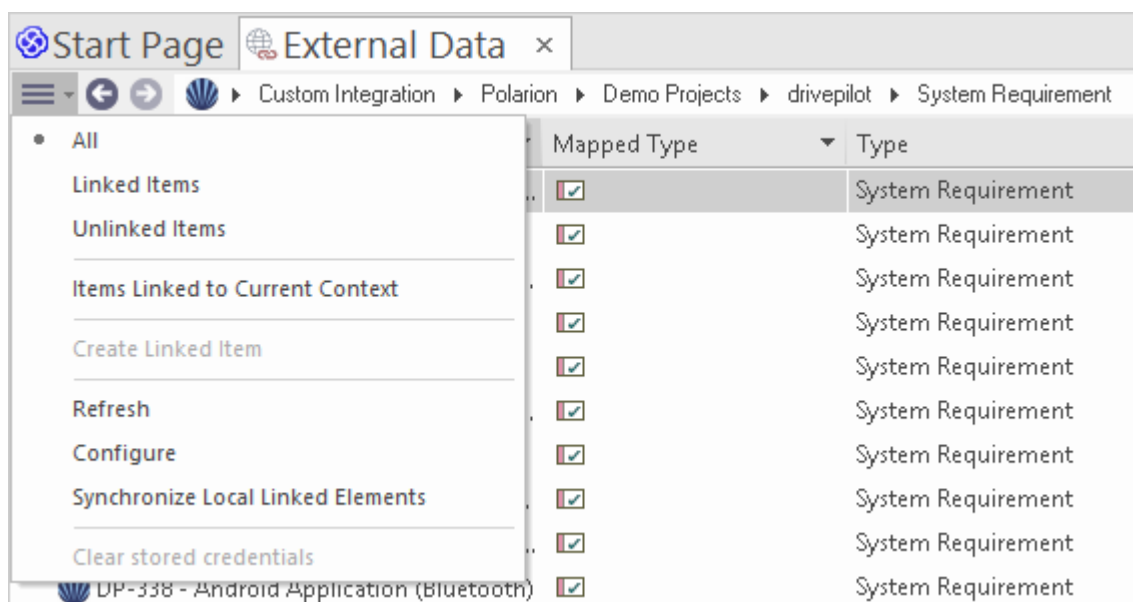 Start Page External Data ×
Custom Integration Polarion Demo Projects drivepilot System Requirement
All Mapped Type Type
Linked Items .. System Requirement
Unlinked Items System Requirement
Items Linked to Current Context . System Requirement
System Requirement
Create Linked Item System Requirement
Refresh . System Requirement
Configure System Requirement
Synchronize Local Linked Elements . System Requirement
Clear stored credentials .. System Requirement
DP-338 - Android Application (Bluetooth) System Requirement